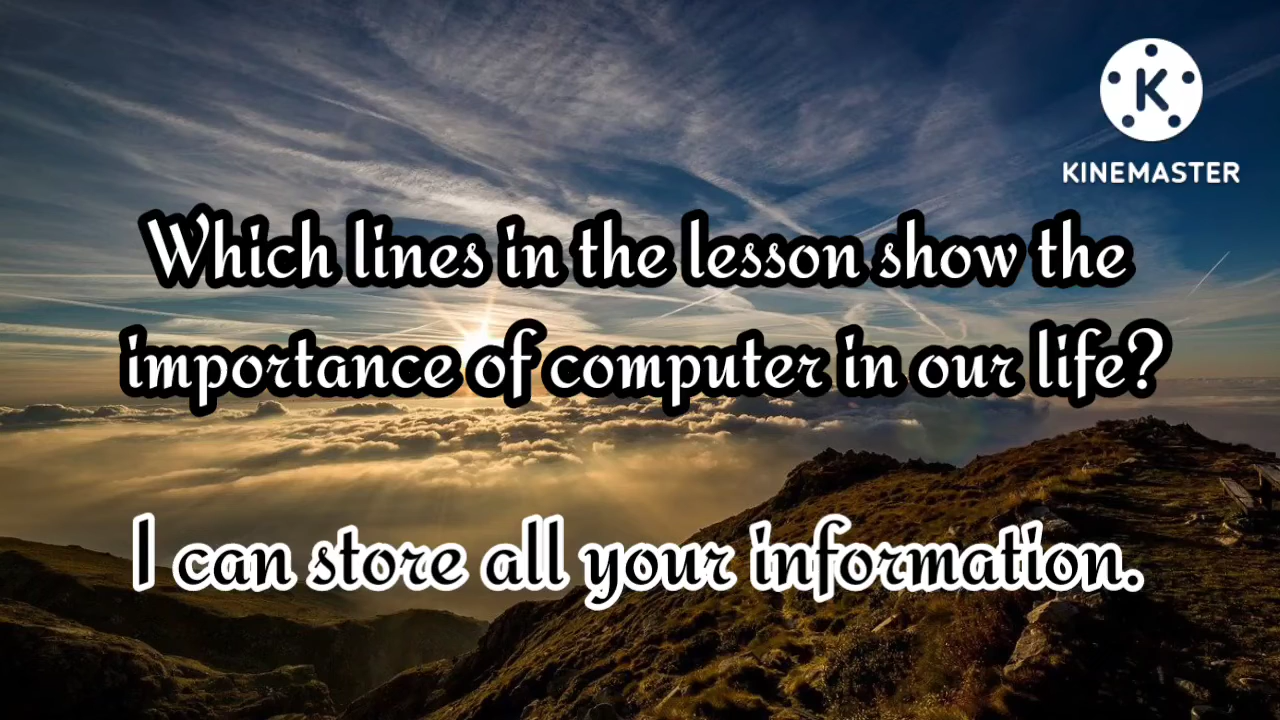 K
KINEMASTER
Which lines in the lesson show the
importance of computer in our life?
I can store all your information.